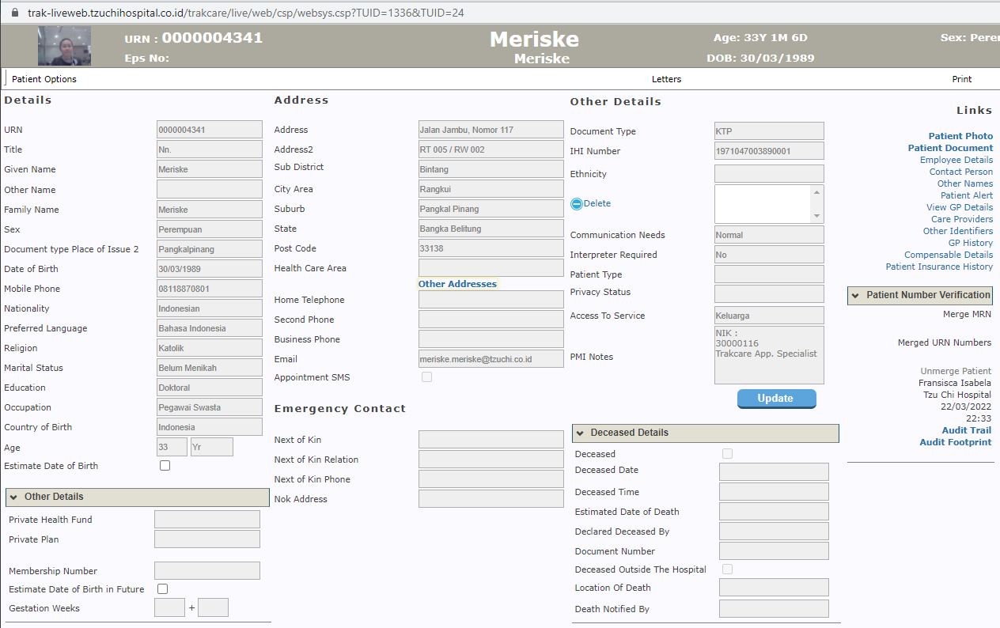 trak-liveweb.tzuchihospital.co.id/trakcare/live/web/csp/websys.csp?TUID=1336&TUID=24
URN : 0000004341
Eps No:
Meriske
Meriske
Age: 33Y 1M 6D
DOB: 30/03/1989
Sex: Perem
Patient Options
Letters
Print
Details
URN 0000004341
Title Nn.
Given Name Meriske
Other Name
Family Name Meriske
Sex Perempuan
Document type Place of Issue 2 Pangkalpinang
Date of Birth 30/03/1989
Mobile Phone 08118870801
Nationality Indonesian
Preferred Language Bahasa Indonesia
Religion Katolik
Marital Status Belum Menikah
Education Doktoral
Occupation Pegawai Swasta
Country of Birth Indonesia
Age 33 Yr
Estimate Date of Birth
Other Details
Private Health Fund
Private Plan
Membership Number
Estimate Date of Birth in Future
Gestation Weeks +
Address
Address Jalan Jambu, Nomor 117
Address2 RT 005 / RW 002
Sub District Bintang
City Area Rangkui
Suburb Pangkal Pinang
State Bangka Belitung
Post Code 33138
Health Care Area
Other Addresses
Home Telephone
Second Phone
Business Phone
Email meriske.meriske@tzuchi.co.id
Appointment SMS
Emergency Contact
Next of Kin
Next of Kin Relation
Next of Kin Phone
Nok Address
Other Details
Document Type KTP
IHI Number 1971047003890001
Ethnicity
Delete
Communication Needs Normal
Interpreter Required No
Patient Type
Privacy Status
Access To Service Keluarga
PMI Notes
NIK :
30000116
Trakcare App. Specialist
Update
Deceased Details
Deceased
Deceased Date
Deceased Time
Estimated Date of Death
Declared Deceased By
Document Number
Deceased Outside The Hospital
Location Of Death
Death Notified By
Links
Patient Photo
Patient Document
Employee Details
Contact Person
Other Names
Patient Alert
View GP Details
Care Providers
Other Identifiers
GP History
Compensable Details
Patient Insurance History
Patient Number Verification
Merge MRN
Merged URN Numbers
Unmerge Patient
Fransisca Isabela
Tzu Chi Hospital
22/03/2022
22:33
Audit Trail
Audit Footprint